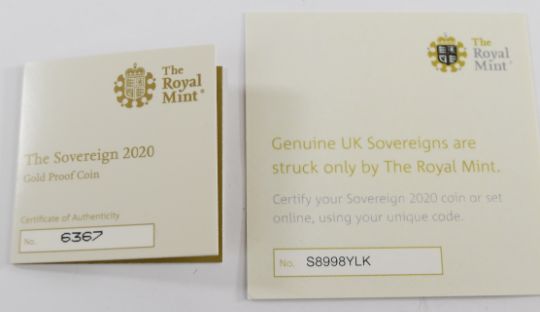 The
Royal
Mint®
The Sovereign 2020
Gold Proof Coin
Certificate of Authenticity
No. 6367
The
Royal
Mint®
Genuine UK Sovereigns are
struck only by The Royal Mint.
Certify your Sovereign 2020 coin or set
online, using your unique code.
No. S8998YLK